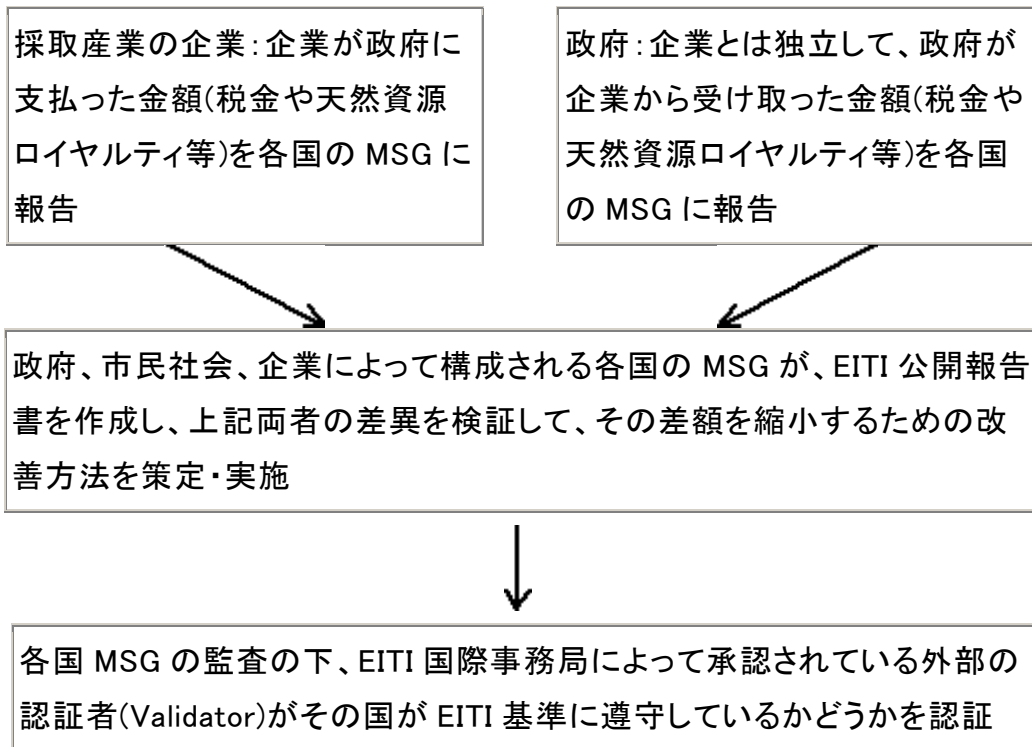 採取産業の企業：企業が政府に
支払った金額(税金や天然資源
ロイヤルティ等)を各国の MSG に
報告
政府：企業とは独立して、政府が
企業から受け取った金額(税金や
天然資源ロイヤルティ等)を各国
の MSG に報告
政府、市民社会、企業によって構成される各国の MSG が、EITI 公開報告
書を作成し、上記両者の差異を検証して、その差額を縮小するための改
善方法を策定・実施
各国 MSG の監査の下、EITI 国際事務局によって承認されている外部の
認証者(Validator)がその国が EITI 基準に遵守しているかどうかを認証